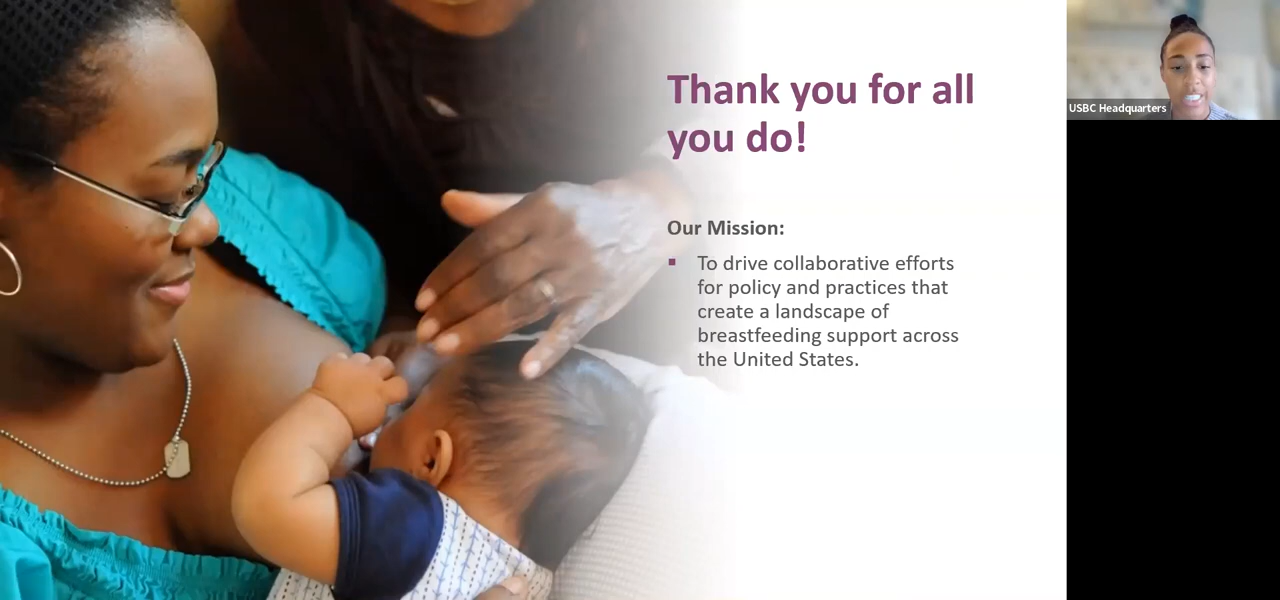 Thank you for all
you do!
USBC Headquarters
Our Mission:
▪ To drive collaborative efforts
for policy and practices that
create a landscape of
breastfeeding support across
the United States.